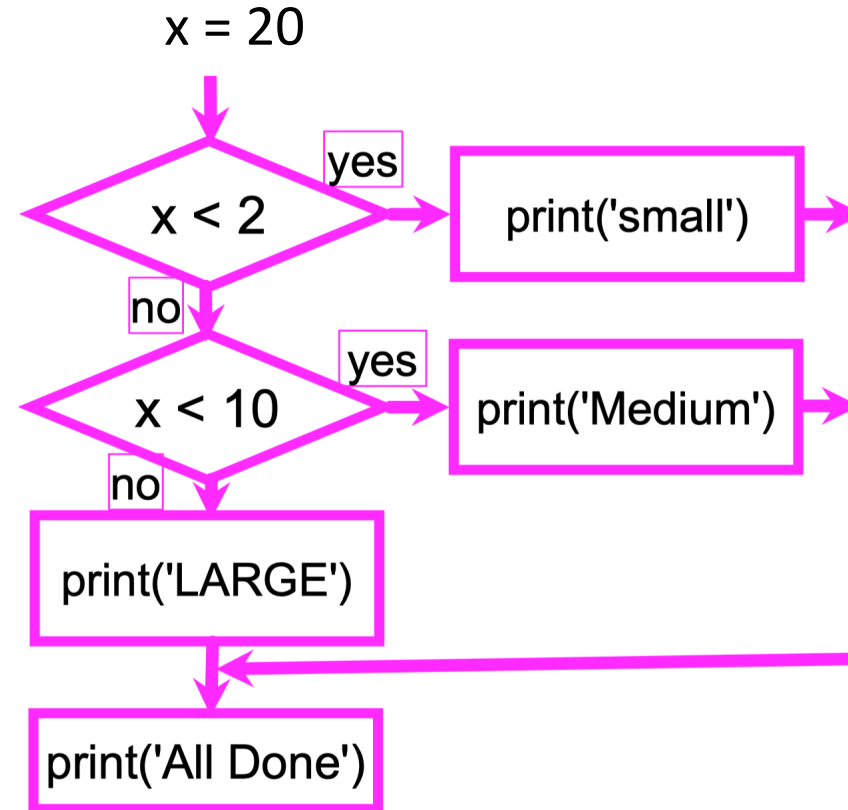 x = 20
yes
x < 2
print('small')
no
yes
x < 10
print('Medium')
no
print('LARGE')
print('All Done')